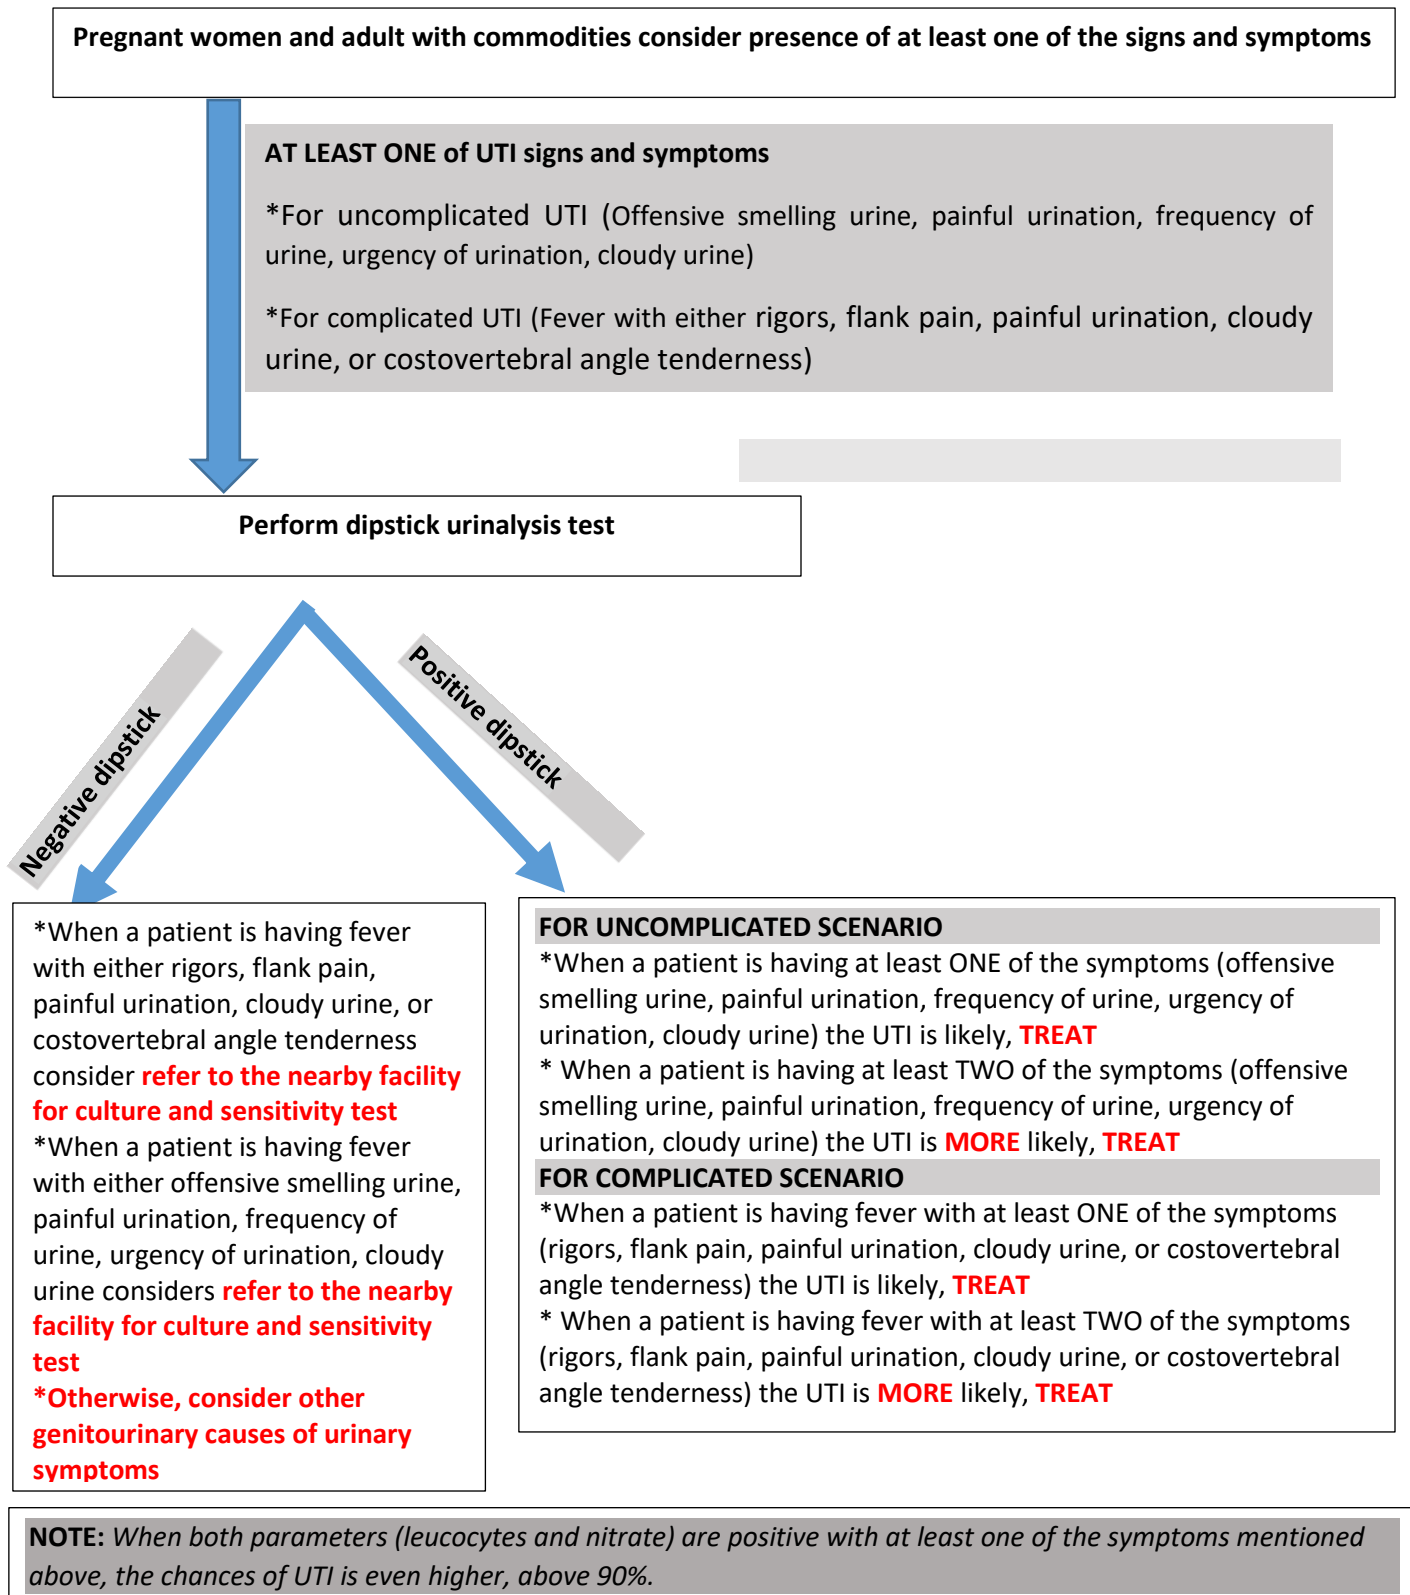 Pregnant women and adult with commodities consider presence of at least one of the signs and symptoms
AT LEAST ONE of UTI signs and symptoms
*For uncomplicated UTI (Offensive smelling urine, painful urination, frequency of
urine, urgency of urination, cloudy urine)
*For complicated UTI (Fever with either rigors, flank pain, painful urination, cloudy
urine, or costovertebral angle tenderness)
Perform dipstick urinalysis test
Negative dipstick
Positive dipstick
*When a patient is having fever
with either rigors, flank pain,
painful urination, cloudy urine, or
costovertebral angle tenderness
consider refer to the nearby facility
for culture and sensitivity test
*When a patient is having fever
with either offensive smelling urine,
painful urination, frequency of
urine, urgency of urination, cloudy
urine considers refer to the nearby
facility for culture and sensitivity
test
*Otherwise, consider other
genitourinary causes of urinary
symptoms
FOR UNCOMPLICATED SCENARIO
*When a patient is having at least ONE of the symptoms (offensive
smelling urine, painful urination, frequency of urine, urgency of
urination, cloudy urine) the UTI is likely, TREAT
* When a patient is having at least TWO of the symptoms (offensive
smelling urine, painful urination, frequency of urine, urgency of
urination, cloudy urine) the UTI is MORE likely, TREAT
FOR COMPLICATED SCENARIO
*When a patient is having fever with at least ONE of the symptoms
(rigors, flank pain, painful urination, cloudy urine, or costovertebral
angle tenderness) the UTI is likely, TREAT
* When a patient is having fever with at least TWO of the symptoms
(rigors, flank pain, painful urination, cloudy urine, or costovertebral
angle tenderness) the UTI is MORE likely, TREAT
NOTE: When both parameters (leucocytes and nitrate) are positive with at least one of the symptoms mentioned
above, the chances of UTI is even higher, above 90%.